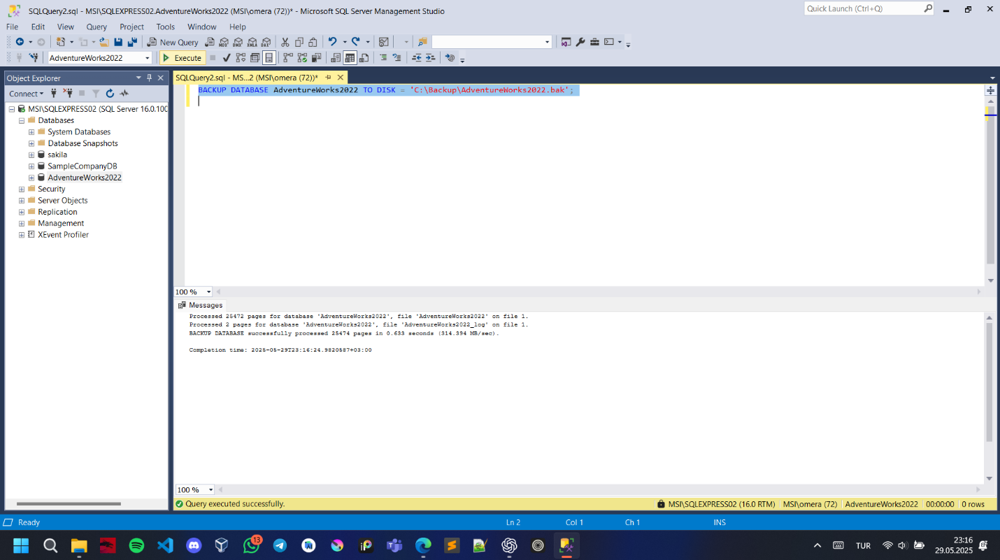 SQLQuery2.sql - MSI\SQLEXPRESS02.AdventureWorks2022 (MSI\omera (72))* - Microsoft SQL Server Management Studio
Quick Launch (Ctrl+Q)
File Edit View Query Project Tools Window Help
New Query
MDX DMX XMLA DAX
AdventureWorks2022
Execute
Object Explorer
Connect
MSI\SQLEXPRESS02 (SQL Server 16.0.100
Databases
System Databases
Database Snapshots
sakila
SampleCompanyDB
AdventureWorks2022
Security
Server Objects
Replication
Management
XEvent Profiler
SQLQuery2.sql - MS...2 (MSI\omera (72))*
BACKUP DATABASE AdventureWorks2022 TO DISK = 'C:\Backup\AdventureWorks2022.bak';
100 %
Messages
Processed 25472 pages for database 'AdventureWorks2022', file 'AdventureWorks2022' on file 1.
Processed 2 pages for database 'AdventureWorks2022', file 'AdventureWorks2022_log' on file 1.
BACKUP DATABASE successfully processed 25474 pages in 0.633 seconds (314.394 MB/sec).
Completion time: 2025-05-29T23:16:24.9820587+03:00
100 %
Query executed successfully.
MSI\SQLEXPRESS02 (16.0 RTM) MSI\omera (72) AdventureWorks2022 00:00:00 0 rows
Ready
Ln 2 Col 1 Ch 1 INS
13
iP
TUR
23:16
29.05.2025